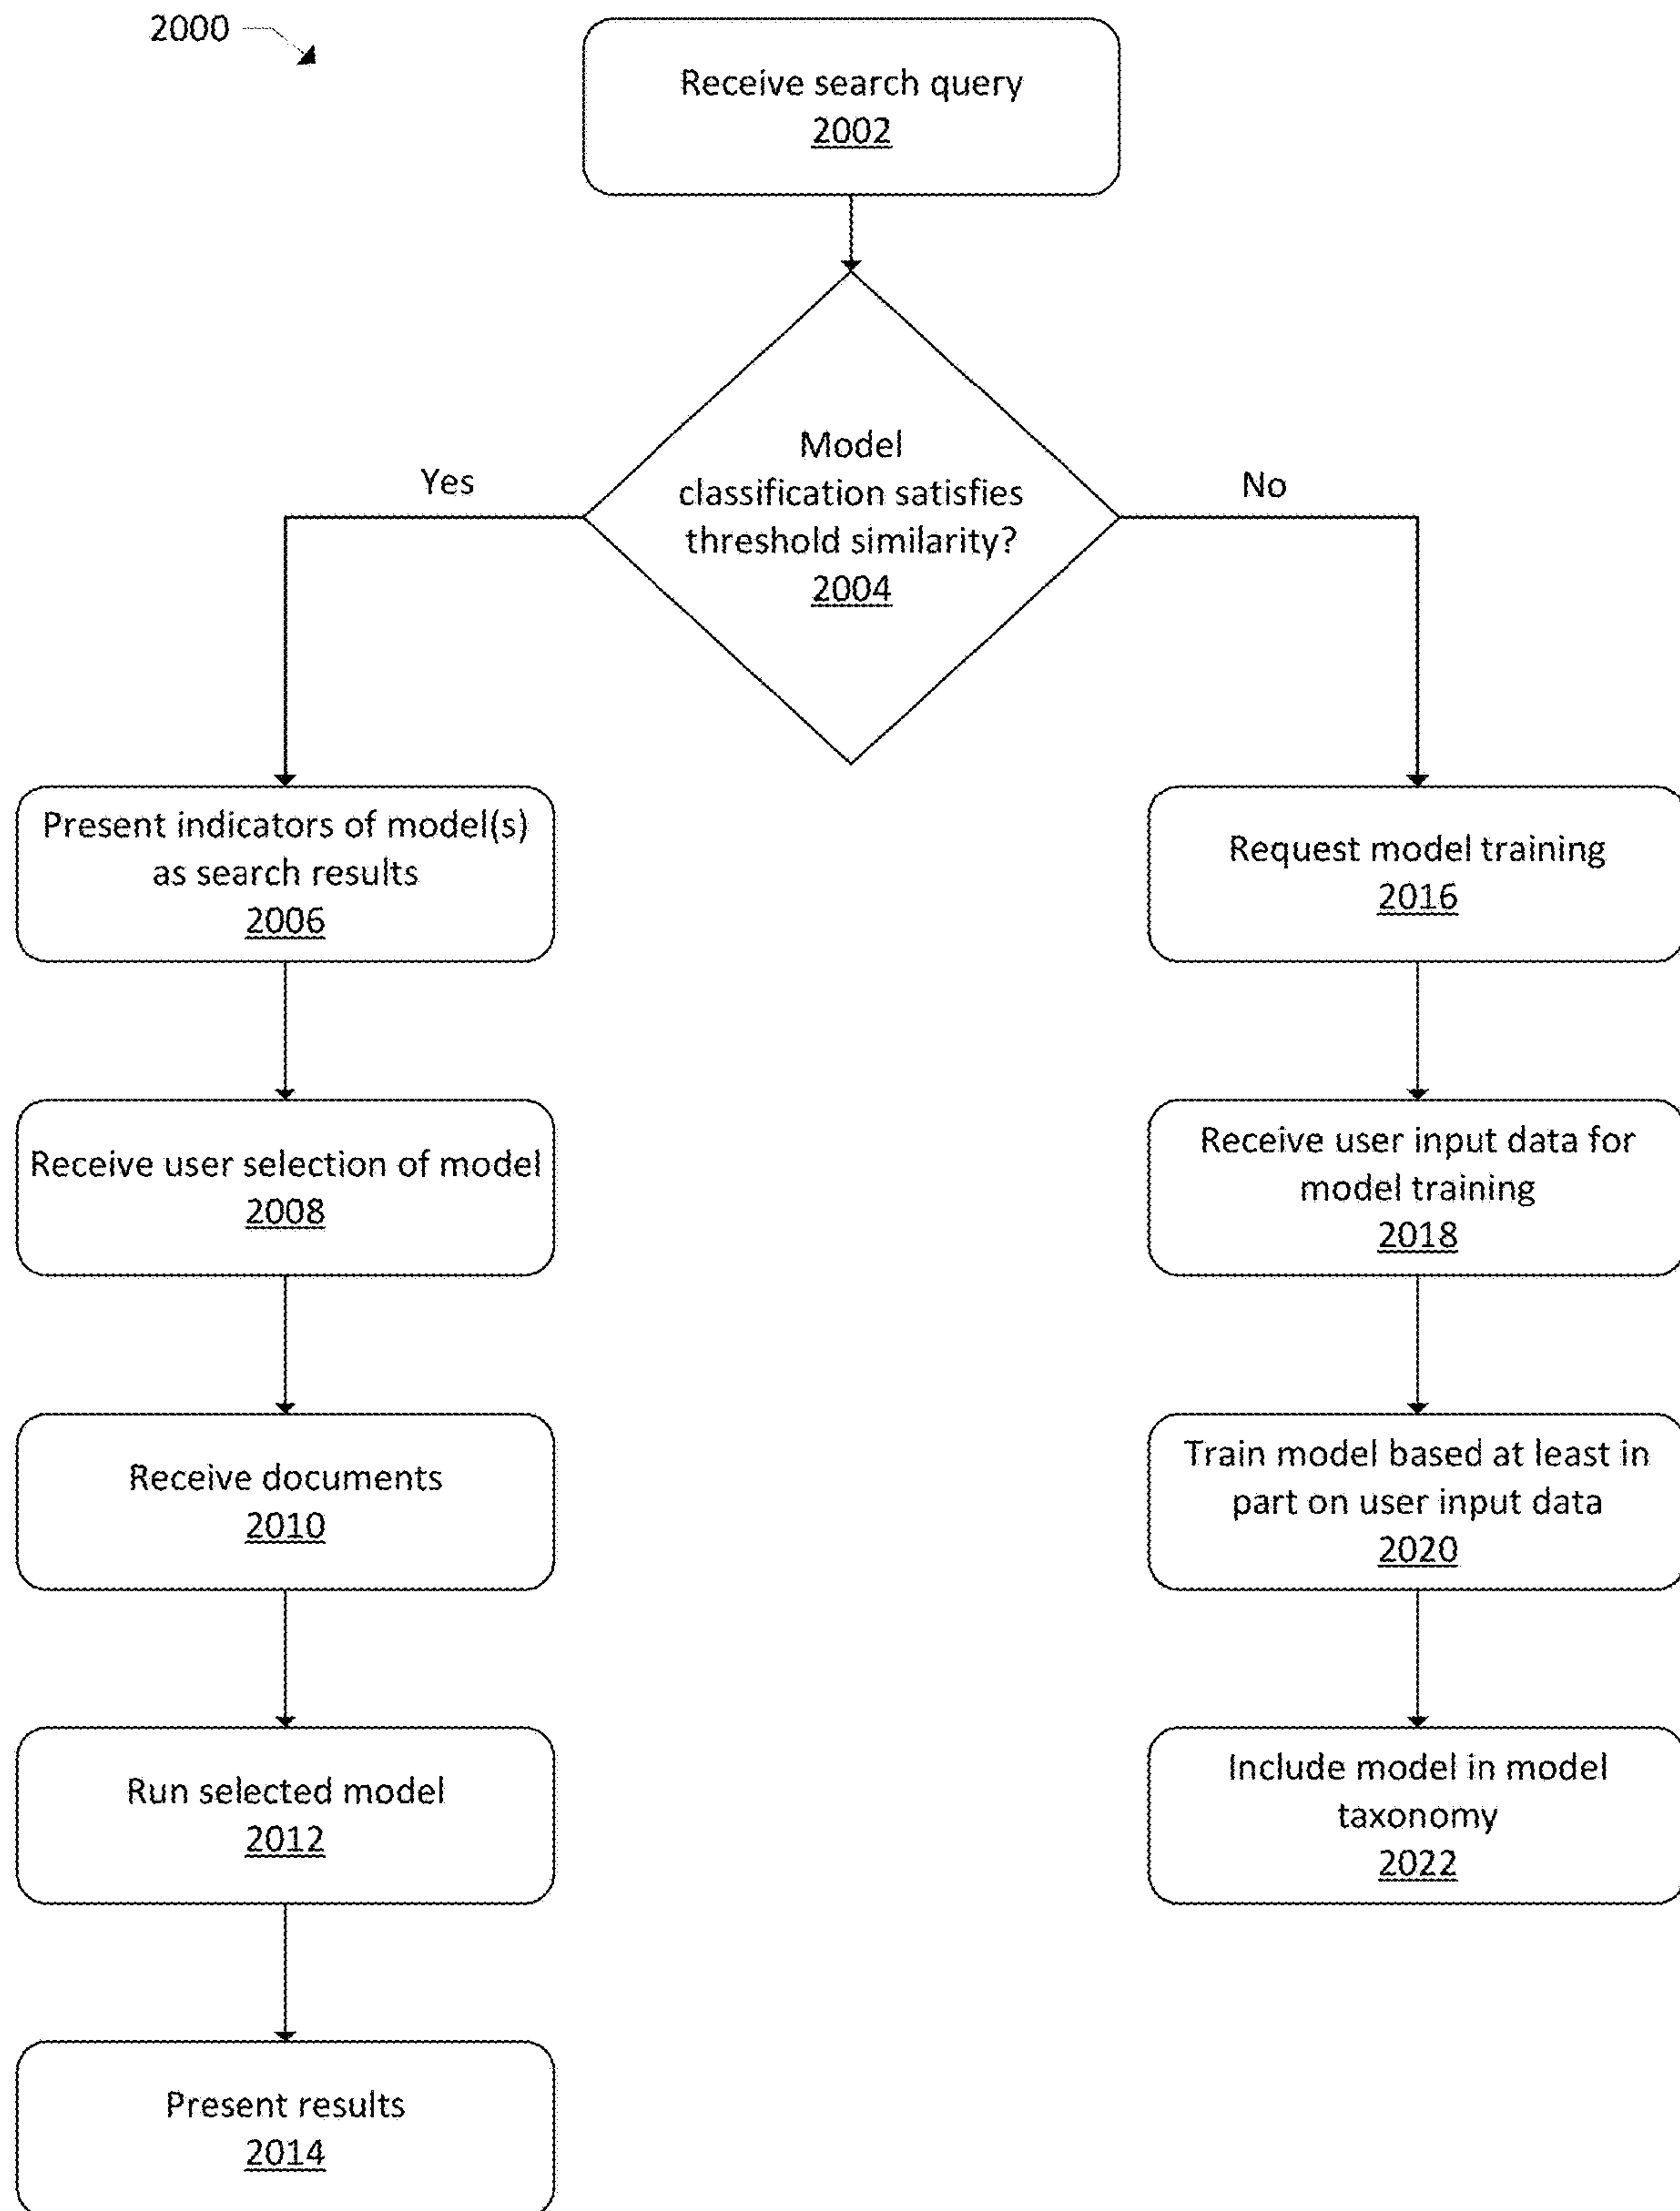 2000
Receive search query
2002
Model
classification satisfies
threshold similarity?
2004
Yes
No
Present indicators of model(s)
as search results
2006
Receive user selection of model
2008
Receive documents
2010
Run selected model
2012
Present results
2014
Request model training
2016
Receive user input data for
model training
2018
Train model based at least in
part on user input data
2020
Include model in model
taxonomy
2022